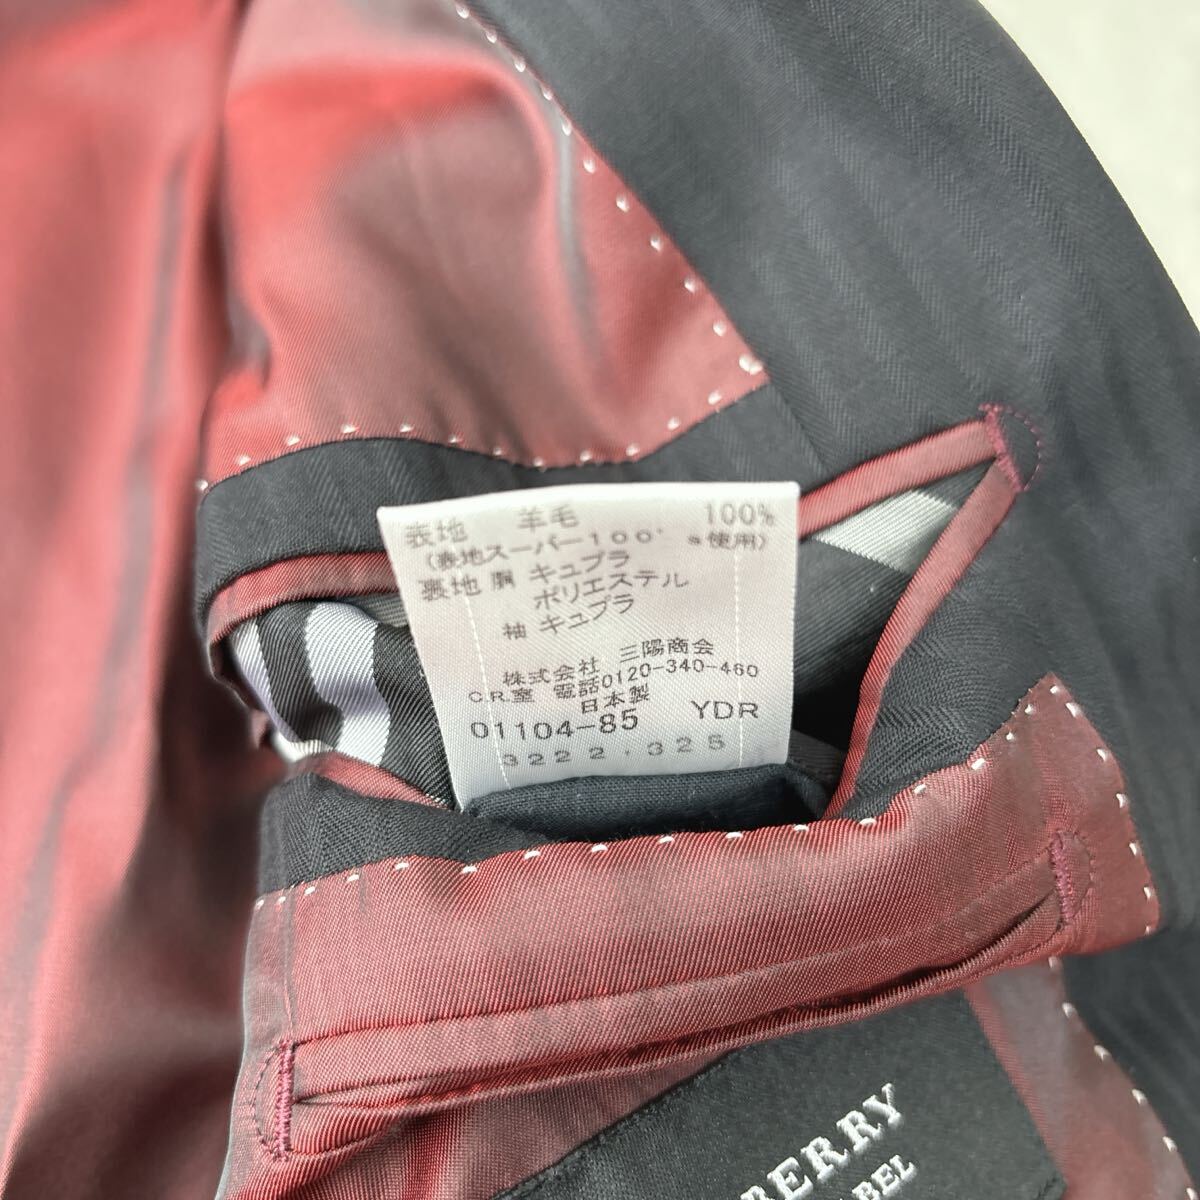 表地 羊毛 100%
(表地スーパー100's使用)
裏地 胴 キュプラ
ポリエステル
袖 キュプラ
株式会社 三陽商会
C.R.室 電話0120-340-460
日本製
01104-85 YDR
3222.325
BERRY
ABEL